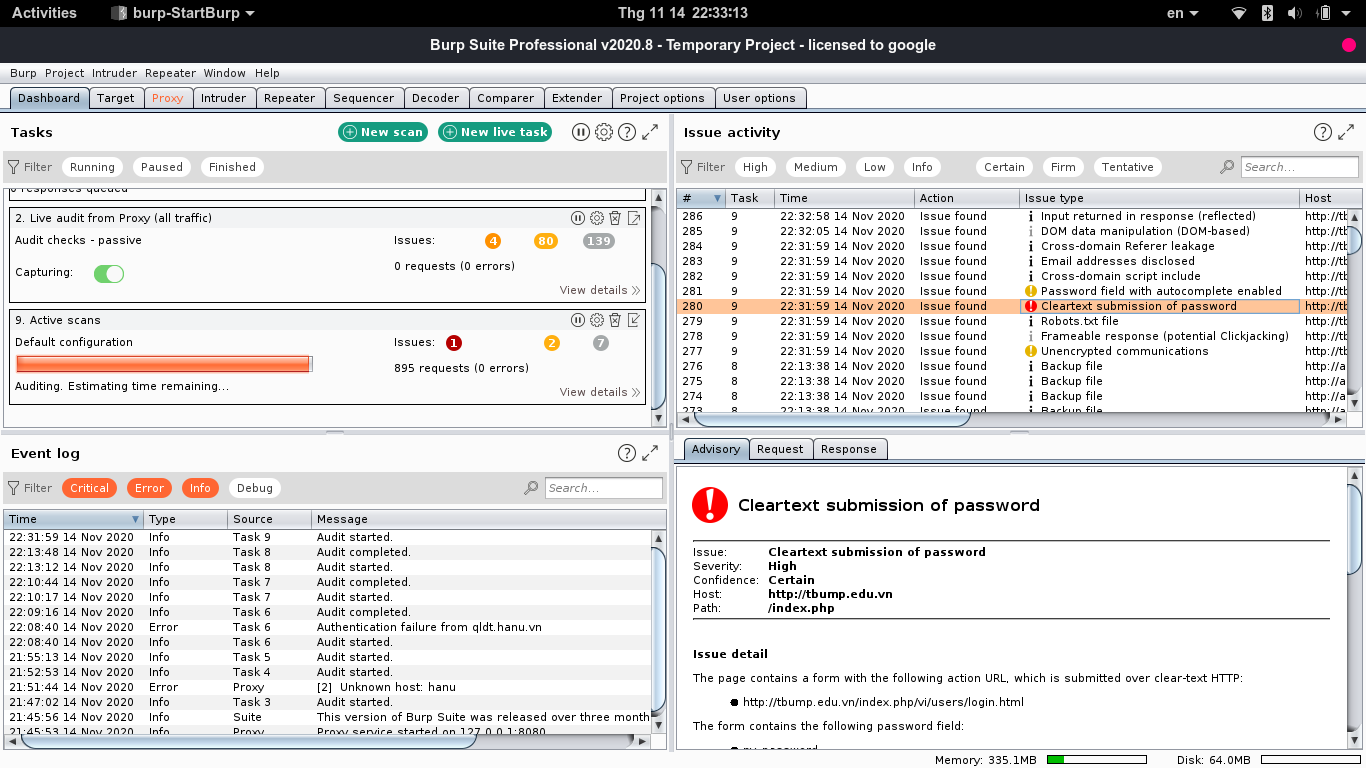 Activities burp-StartBurp Thg 11 14 22:33:13 en
Burp Suite Professional v2020.8 - Temporary Project - licensed to google
Burp Project Intruder Repeater Window Help
Dashboard Target Proxy Intruder Repeater Sequencer Decoder Comparer Extender Project options User options
Tasks New scan New live task
Filter Running Paused Finished
0 responses queued
2. Live audit from Proxy (all traffic)
Audit checks - passive Issues: 4 80 139
0 requests (0 errors)
Capturing:
View details
9. Active scans
Default configuration Issues: 1 2 7
895 requests (0 errors)
Auditing. Estimating time remaining...
View details
Issue activity
Filter High Medium Low Info Certain Firm Tentative Search...
# Task Time Action Issue type Host
286 9 22:32:58 14 Nov 2020 Issue found Input returned in response (reflected) http://tb
285 9 22:32:05 14 Nov 2020 Issue found DOM data manipulation (DOM-based) http://tb
284 9 22:31:59 14 Nov 2020 Issue found Cross-domain Referer leakage http://tb
283 9 22:31:59 14 Nov 2020 Issue found Email addresses disclosed http://tb
282 9 22:31:59 14 Nov 2020 Issue found Cross-domain script include http://tb
281 9 22:31:59 14 Nov 2020 Issue found Password field with autocomplete enabled http://tb
280 9 22:31:59 14 Nov 2020 Issue found Cleartext submission of password http://tb
279 9 22:31:59 14 Nov 2020 Issue found Robots.txt file http://tb
278 9 22:31:59 14 Nov 2020 Issue found Frameable response (potential Clickjacking) http://tb
277 9 22:31:59 14 Nov 2020 Issue found Unencrypted communications http://tb
276 8 22:13:38 14 Nov 2020 Issue found Backup file http://a
275 8 22:13:38 14 Nov 2020 Issue found Backup file http://a
274 8 22:13:38 14 Nov 2020 Issue found Backup file http://a
273 8 22:13:38 14 Nov 2020 Issue found Backup file http://a
Event log
Filter Critical Error Info Debug Search...
Time Type Source Message
22:31:59 14 Nov 2020 Info Task 9 Audit started.
22:13:48 14 Nov 2020 Info Task 8 Audit completed.
22:13:12 14 Nov 2020 Info Task 8 Audit started.
22:10:44 14 Nov 2020 Info Task 7 Audit completed.
22:10:17 14 Nov 2020 Info Task 7 Audit started.
22:09:16 14 Nov 2020 Info Task 6 Audit completed.
22:08:40 14 Nov 2020 Error Task 6 Authentication failure from qldt.hanu.vn
22:08:40 14 Nov 2020 Info Task 6 Audit started.
21:55:13 14 Nov 2020 Info Task 5 Audit started.
21:52:53 14 Nov 2020 Info Task 4 Audit started.
21:51:44 14 Nov 2020 Error Proxy [2] Unknown host: hanu
21:47:02 14 Nov 2020 Info Task 3 Audit started.
21:45:56 14 Nov 2020 Info Suite This version of Burp Suite was released over three month
21:45:53 14 Nov 2020 Info Proxy Proxy service started on 127.0.0.1:8080
Advisory Request Response
Cleartext submission of password
Issue: Cleartext submission of password
Severity: High
Confidence: Certain
Host: http://tbump.edu.vn
Path: /index.php
Issue detail
The page contains a form with the following action URL, which is submitted over clear-text HTTP:
http://tbump.edu.vn/index.php/vi/users/login.html
The form contains the following password field:
Memory: 335.1MB Disk: 64.0MB